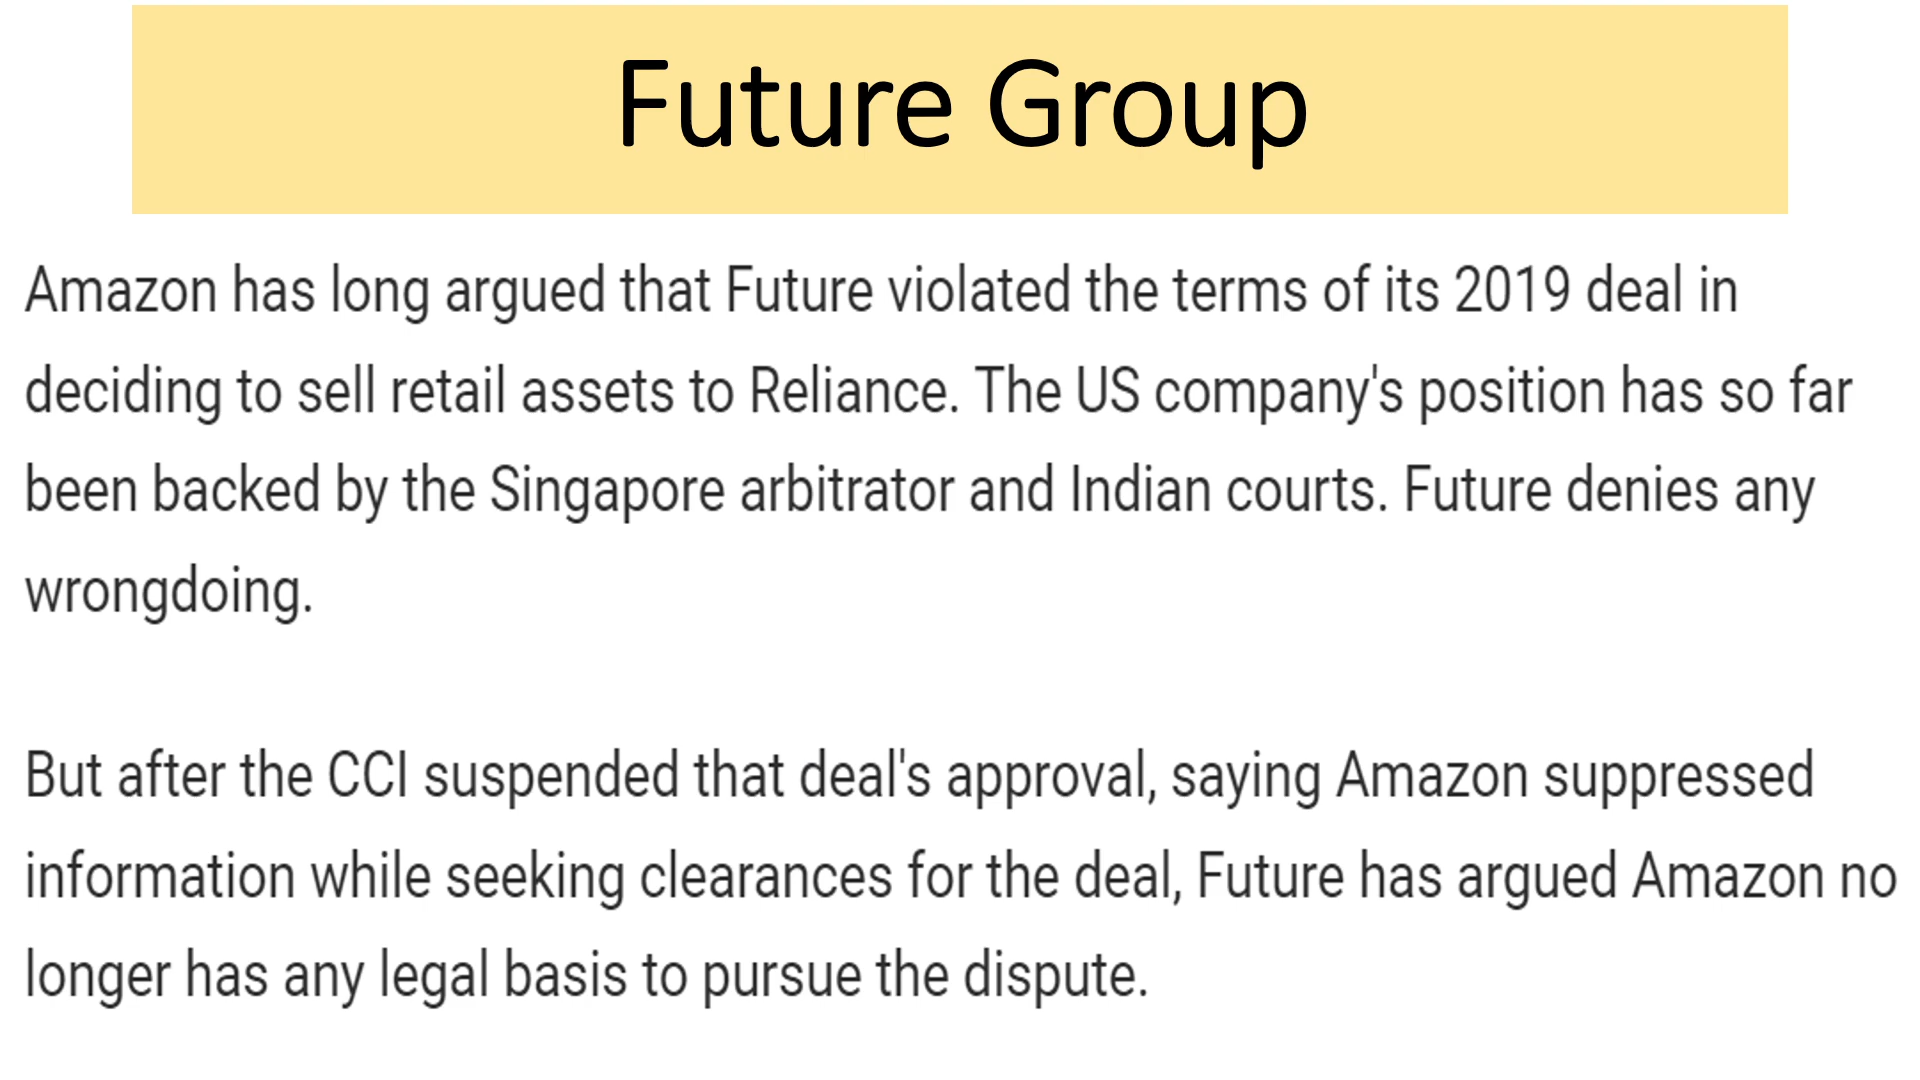 Future Group
Amazon has long argued that Future violated the terms of its 2019 deal in
deciding to sell retail assets to Reliance. The US company's position has so far
been backed by the Singapore arbitrator and Indian courts. Future denies any
wrongdoing.
But after the CCI suspended that deal's approval, saying Amazon suppressed
information while seeking clearances for the deal, Future has argued Amazon no
longer has any legal basis to pursue the dispute.